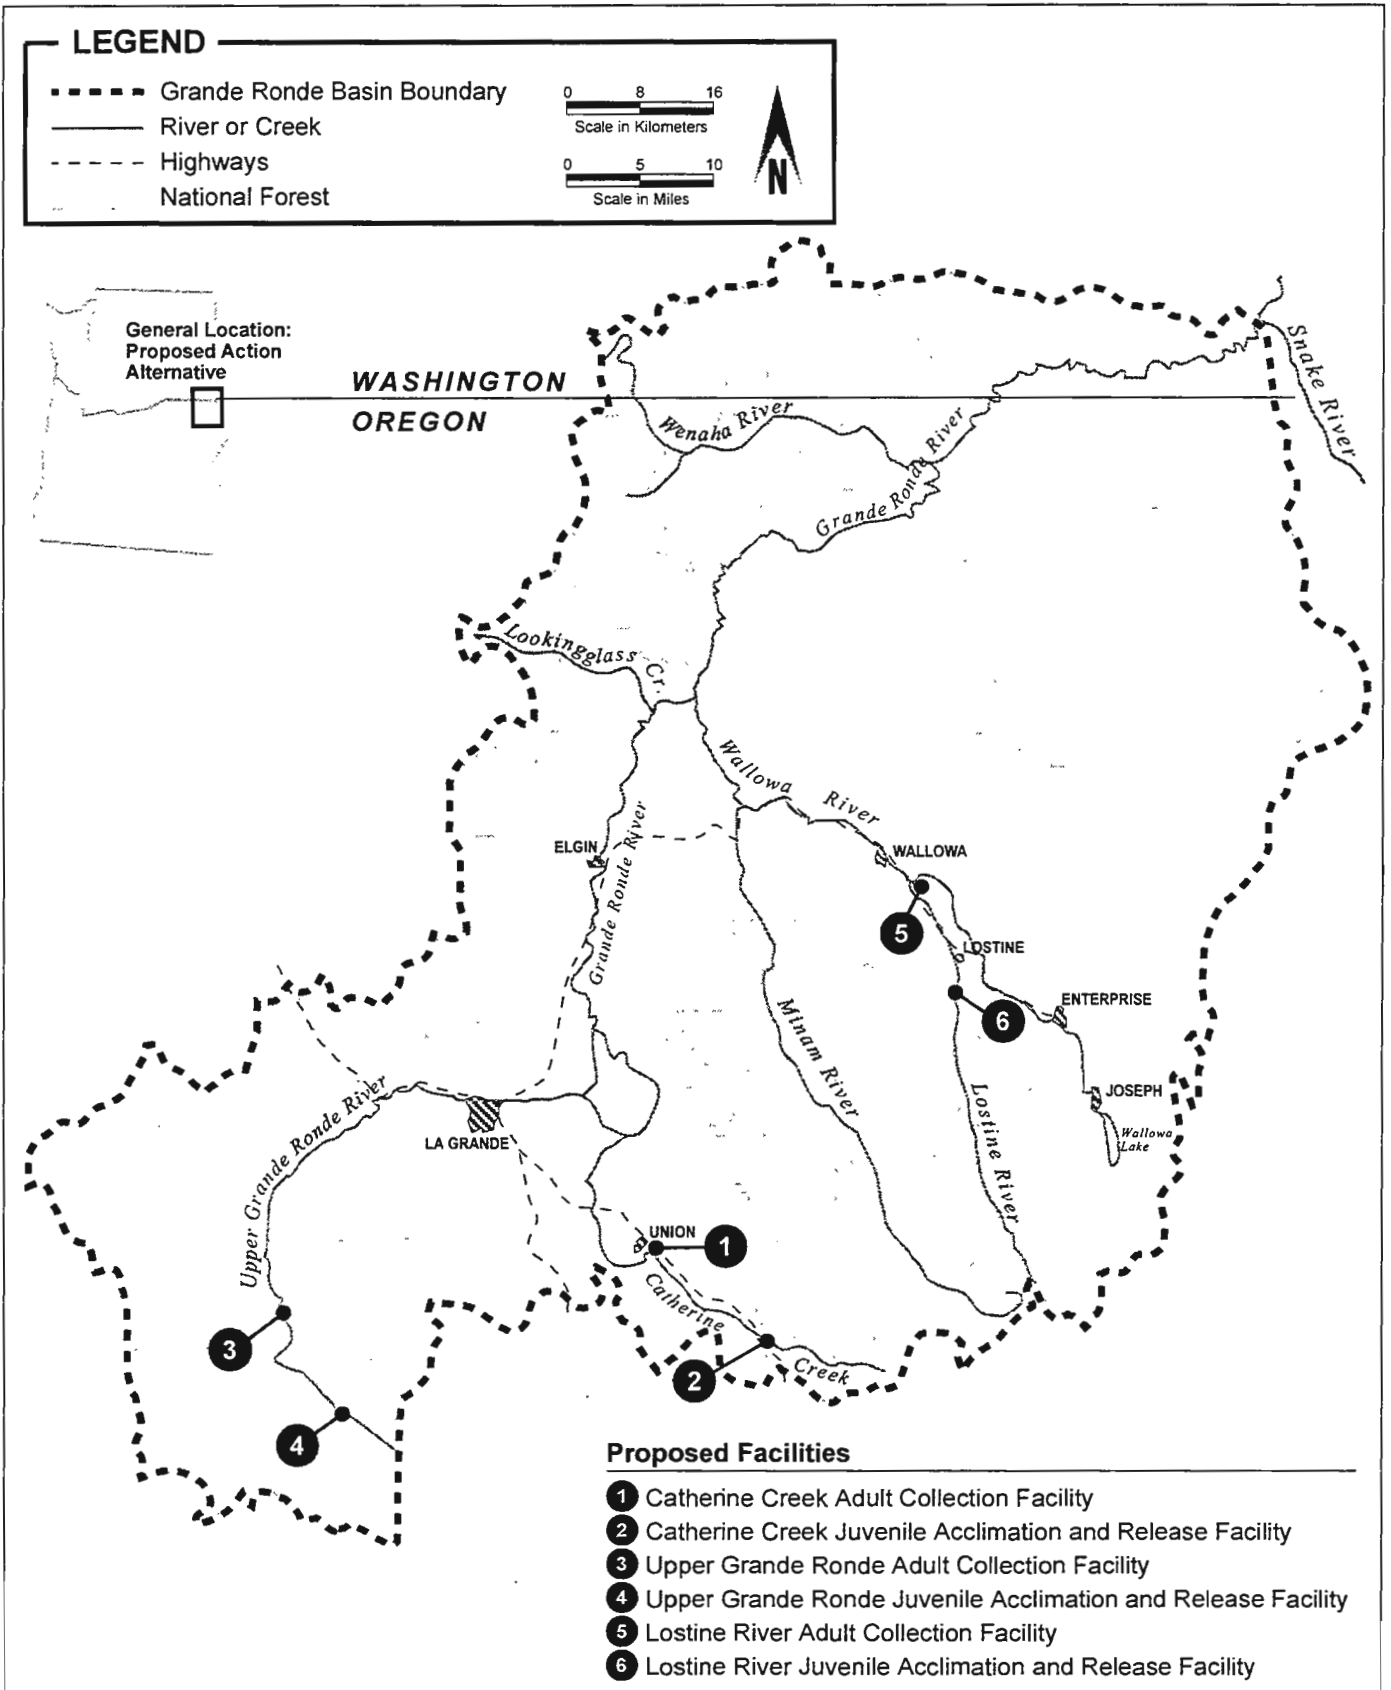 LEGEND
Grande Ronde Basin Boundary
River or Creek
Highways
National Forest
0 8 16
Scale in Kilometers
0 5 10
Scale in Miles
N
General Location:
Proposed Action
Alternative
WASHINGTON
OREGON
Snake River
Wenaha River
Grande Ronde River
Lookingglass Cr.
Wallowa River
ELGIN
Grande Ronde River
WALLOWA
5
LOSTINE
ENTERPRISE
6
Minam River
JOSEPH
Upper Grande Ronde River
LA GRANDE
Wallowa
Lake
Lostine River
UNION
1
Catherine Creek
3
2
4
Proposed Facilities
1 Catherine Creek Adult Collection Facility
2 Catherine Creek Juvenile Acclimation and Release Facility
3 Upper Grande Ronde Adult Collection Facility
4 Upper Grande Ronde Juvenile Acclimation and Release Facility
5 Lostine River Adult Collection Facility
6 Lostine River Juvenile Acclimation and Release Facility